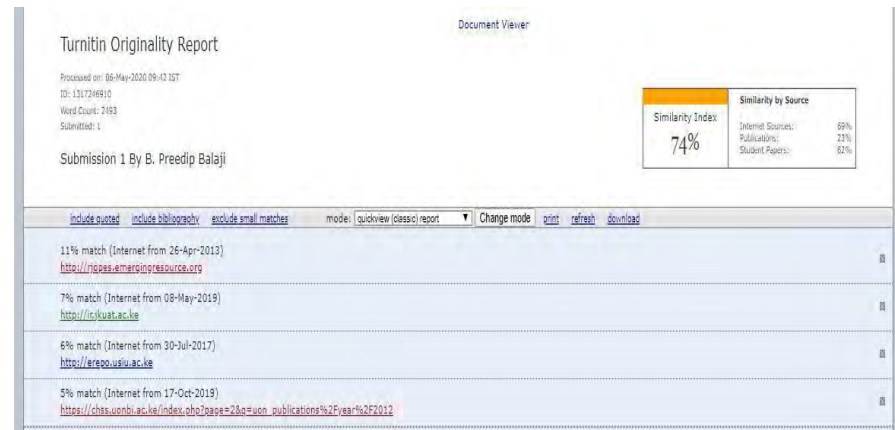 Document Viewer
Turnitin Originality Report
Processed on: 06-May-2020 09:42 IST
ID: 1317246910
Word Count: 2493
Submitted: 1
Submission 1 By B. Preedip Balaji
Similarity Index
74%
Similarity by Source
Internet Sources: 69%
Publications: 23%
Student Papers: 62%
include quoted include bibliography exclude small matches mode: quickview (classic) report Change mode print refresh download
11% match (Internet from 26-Apr-2013)
http://rjopes.emergingresource.org
7% match (Internet from 08-May-2019)
http://ir.jkuat.ac.ke
6% match (Internet from 30-Jul-2017)
http://erepo.usiu.ac.ke
5% match (Internet from 17-Oct-2019)
https://chss.uonbi.ac.ke/index.php?page=2&q=uon_publications%2Fyear%2F2012